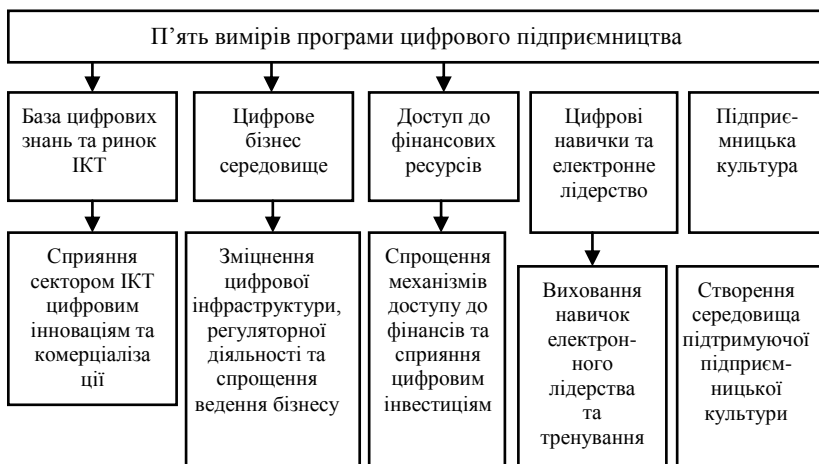 П’ять вимірів програми цифрового підприємництва
База цифрових
знань та ринок
ІКТ
Цифрове
бізнес
середовище
Доступ до
фінансових
ресурсів
Цифрові
навички та
електронне
лідерство
Підприє-
мницька
культура
Сприяння
сектором ІКТ
цифровим
інноваціям та
комерціаліза
ції
Зміцнення
цифрової
інфраструктури,
регуляторної
діяльності та
спрощення
ведення бізнесу
Спрощення
механізмів
доступу до
фінансів та
сприяння
цифровим
інвестиціям
Виховання
навичок
електрон-
ного
лідерства
та
тренування
Створення
середовища
підтримуючої
підприєм-
ницької
культури